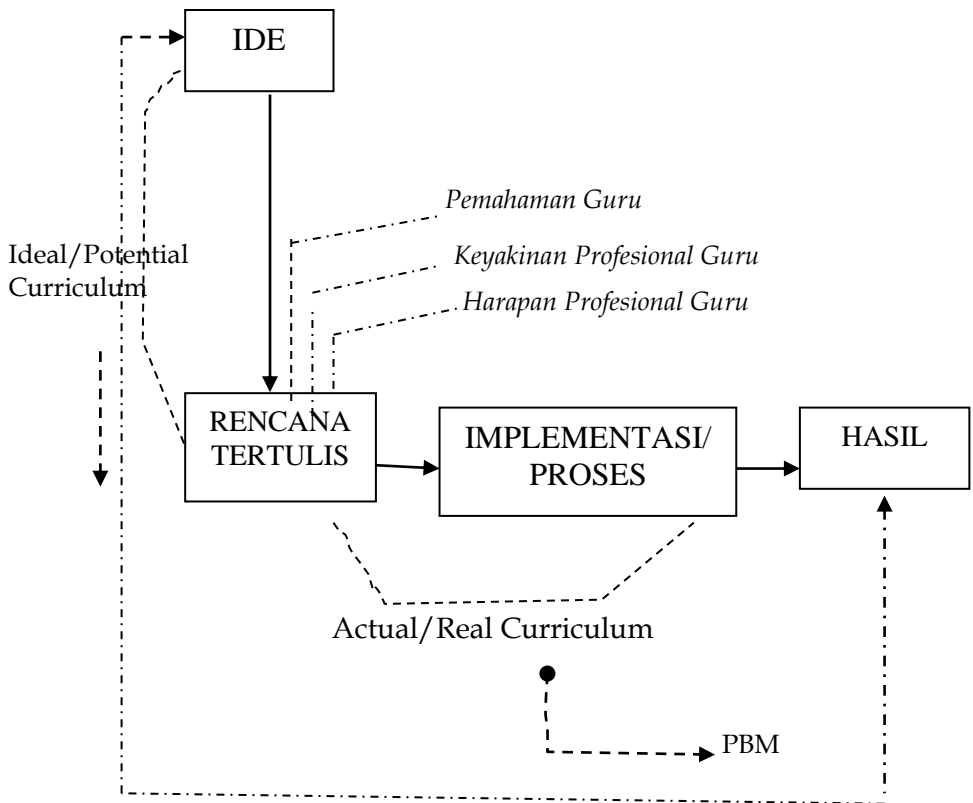 IDE
Pemahaman Guru
Ideal/Potential
Curriculum
Keyakinan Profesional Guru
Harapan Profesional Guru
RENCANA
TERTULIS
IMPLEMENTASI/
PROSES
HASIL
Actual/Real Curriculum
PBM